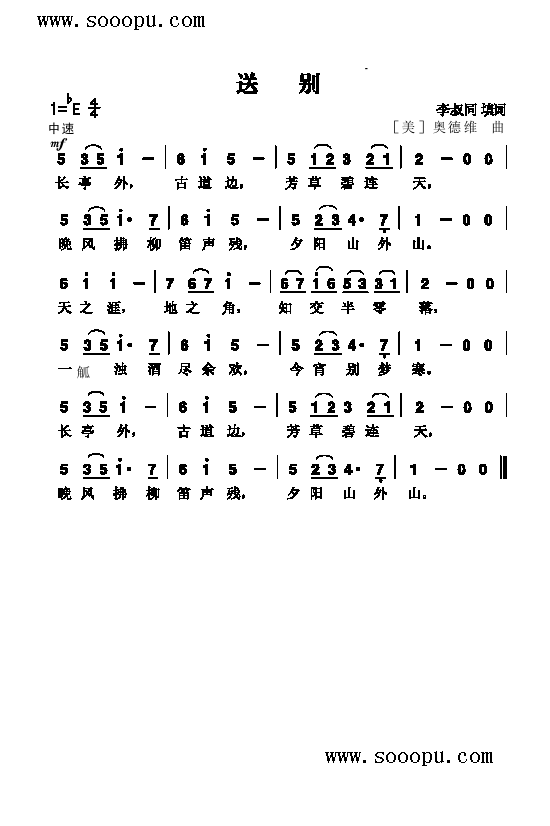 www.sooopu.com
送 别
1=♭E 4/4
李叔同 填词
中速
［美］奥德维 曲
mf
5 3 5 i — | 6 i 5 — | 5 1 2 3 2 1 | 2 — 0 0 |
长亭 外， 古道边， 芳草碧连 天，
5 3 5 i· 7 | 6 i 5 — | 5 2 3 4· 7 | 1 — 0 0 |
晚风 拂 柳笛声残， 夕阳山外山。
6 i i — | 7 6 7 i — | 6 7 i 6 5 3 3 1 | 2 — 0 0 |
天之涯， 地之 角， 知交半零 落，
5 3 5 i· 7 | 6 i 5 — | 5 2 3 4· 7 | 1 — 0 0 |
一觚 浊 酒尽余欢， 今宵 别梦寒。
5 3 5 i — | 6 i 5 — | 5 1 2 3 2 1 | 2 — 0 0 |
长亭 外， 古道边， 芳草碧连 天，
5 3 5 i· 7 | 6 i 5 — | 5 2 3 4· 7 | 1 — 0 0 ‖
晚风 拂 柳笛声残， 夕阳山外山。
www.sooopu.com